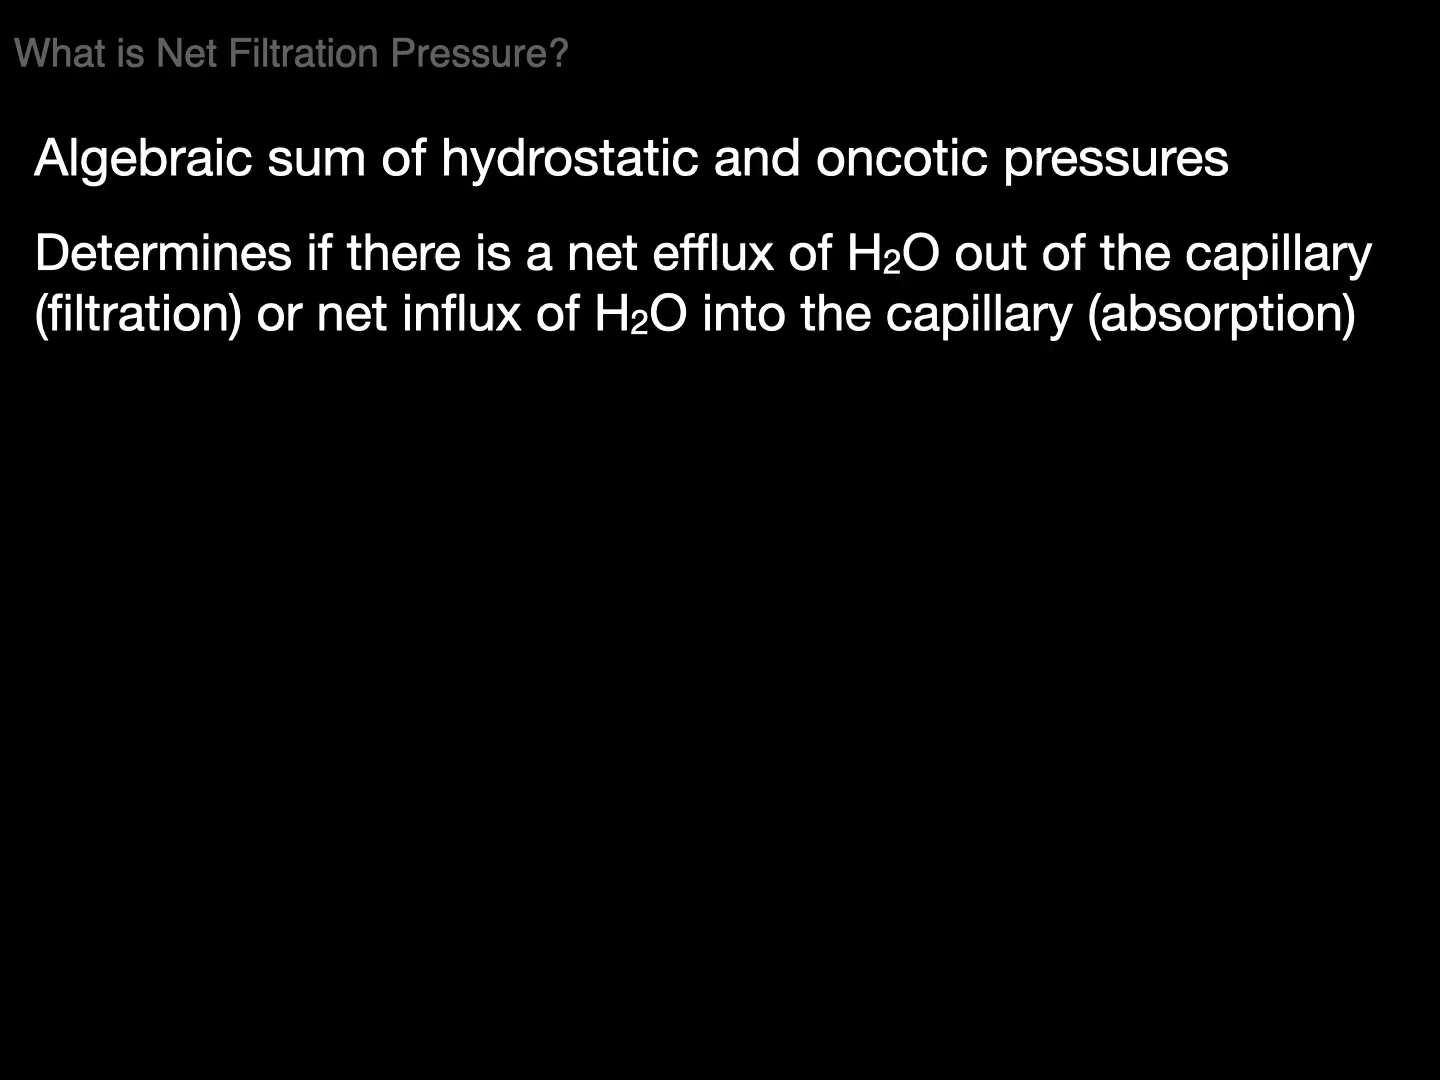 What is Net Filtration Pressure?
Algebraic sum of hydrostatic and oncotic pressures
Determines if there is a net efflux of H₂O out of the capillary
(filtration) or net influx of H₂O into the capillary (absorption)